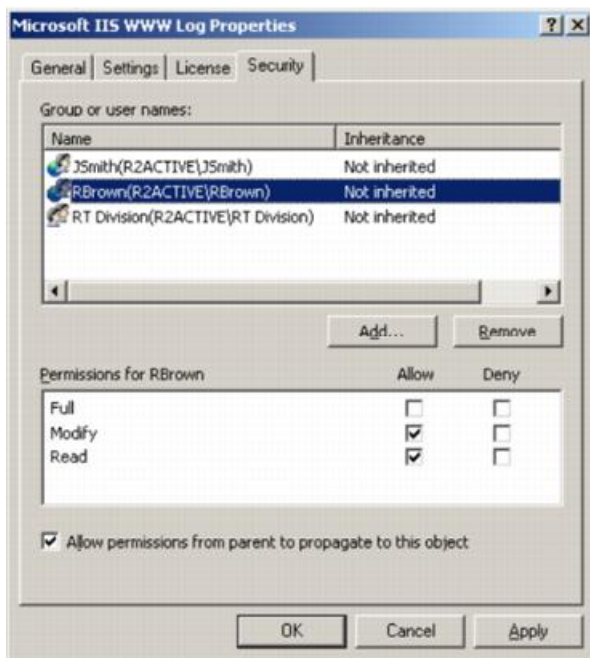 Microsoft IIS WWW Log Properties
General Settings License Security
Group or user names:
Name Inheritance
JSmith(R2ACTIVE\JSmith) Not inherited
RBrown(R2ACTIVE\RBrown) Not inherited
RT Division(R2ACTIVE\RT Division) Not inherited
Add... Remove
Permissions for RBrown Allow Deny
Full
Modify
Read
Allow permissions from parent to propagate to this object
OK Cancel Apply